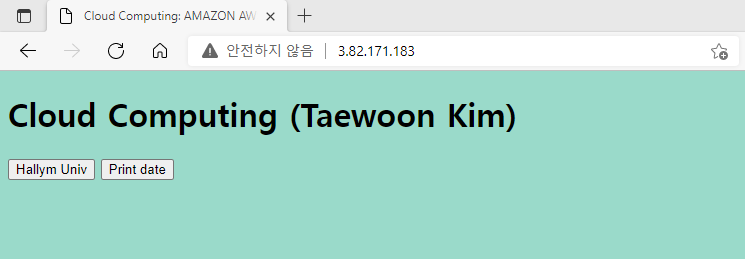 Cloud Computing: AMAZON AW
안전하지 않음 | 3.82.171.183
Cloud Computing (Taewoon Kim)
Hallym Univ Print date